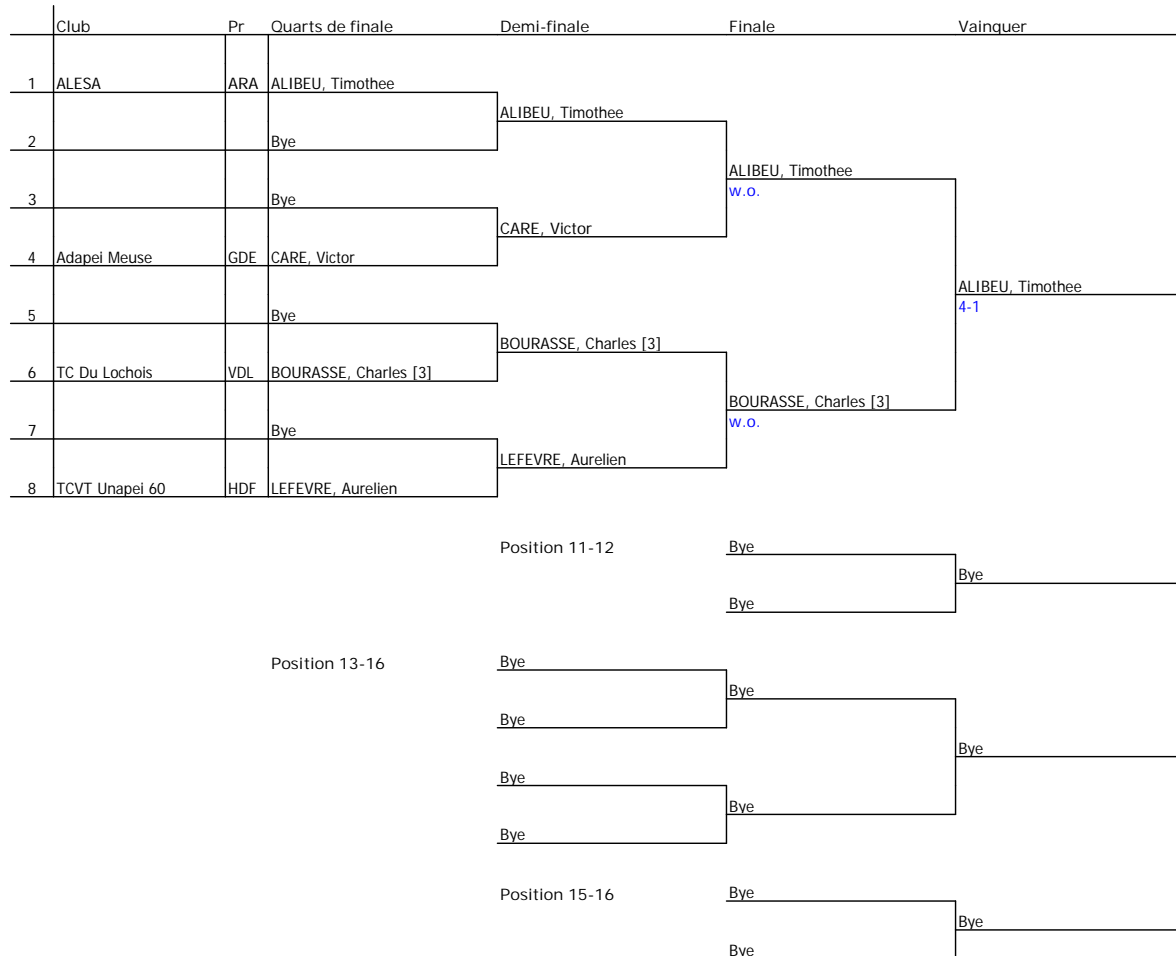 Club Pr Quarts de finale Demi-finale Finale Vainquer
1 ALESA ARA ALIBEU, Timothee
ALIBEU, Timothee
2 Bye
ALIBEU, Timothee
w.o.
3 Bye
CARE, Victor
4 Adapei Meuse GDE CARE, Victor
ALIBEU, Timothee
4-1
5 Bye
BOURASSE, Charles [3]
6 TC Du Lochois VDL BOURASSE, Charles [3]
BOURASSE, Charles [3]
w.o.
7 Bye
LEFEVRE, Aurelien
8 TCVT Unapei 60 HDF LEFEVRE, Aurelien
Position 11-12 Bye
Bye
Bye
Position 13-16 Bye
Bye
Bye
Bye
Bye
Bye
Bye
Position 15-16 Bye
Bye
Bye